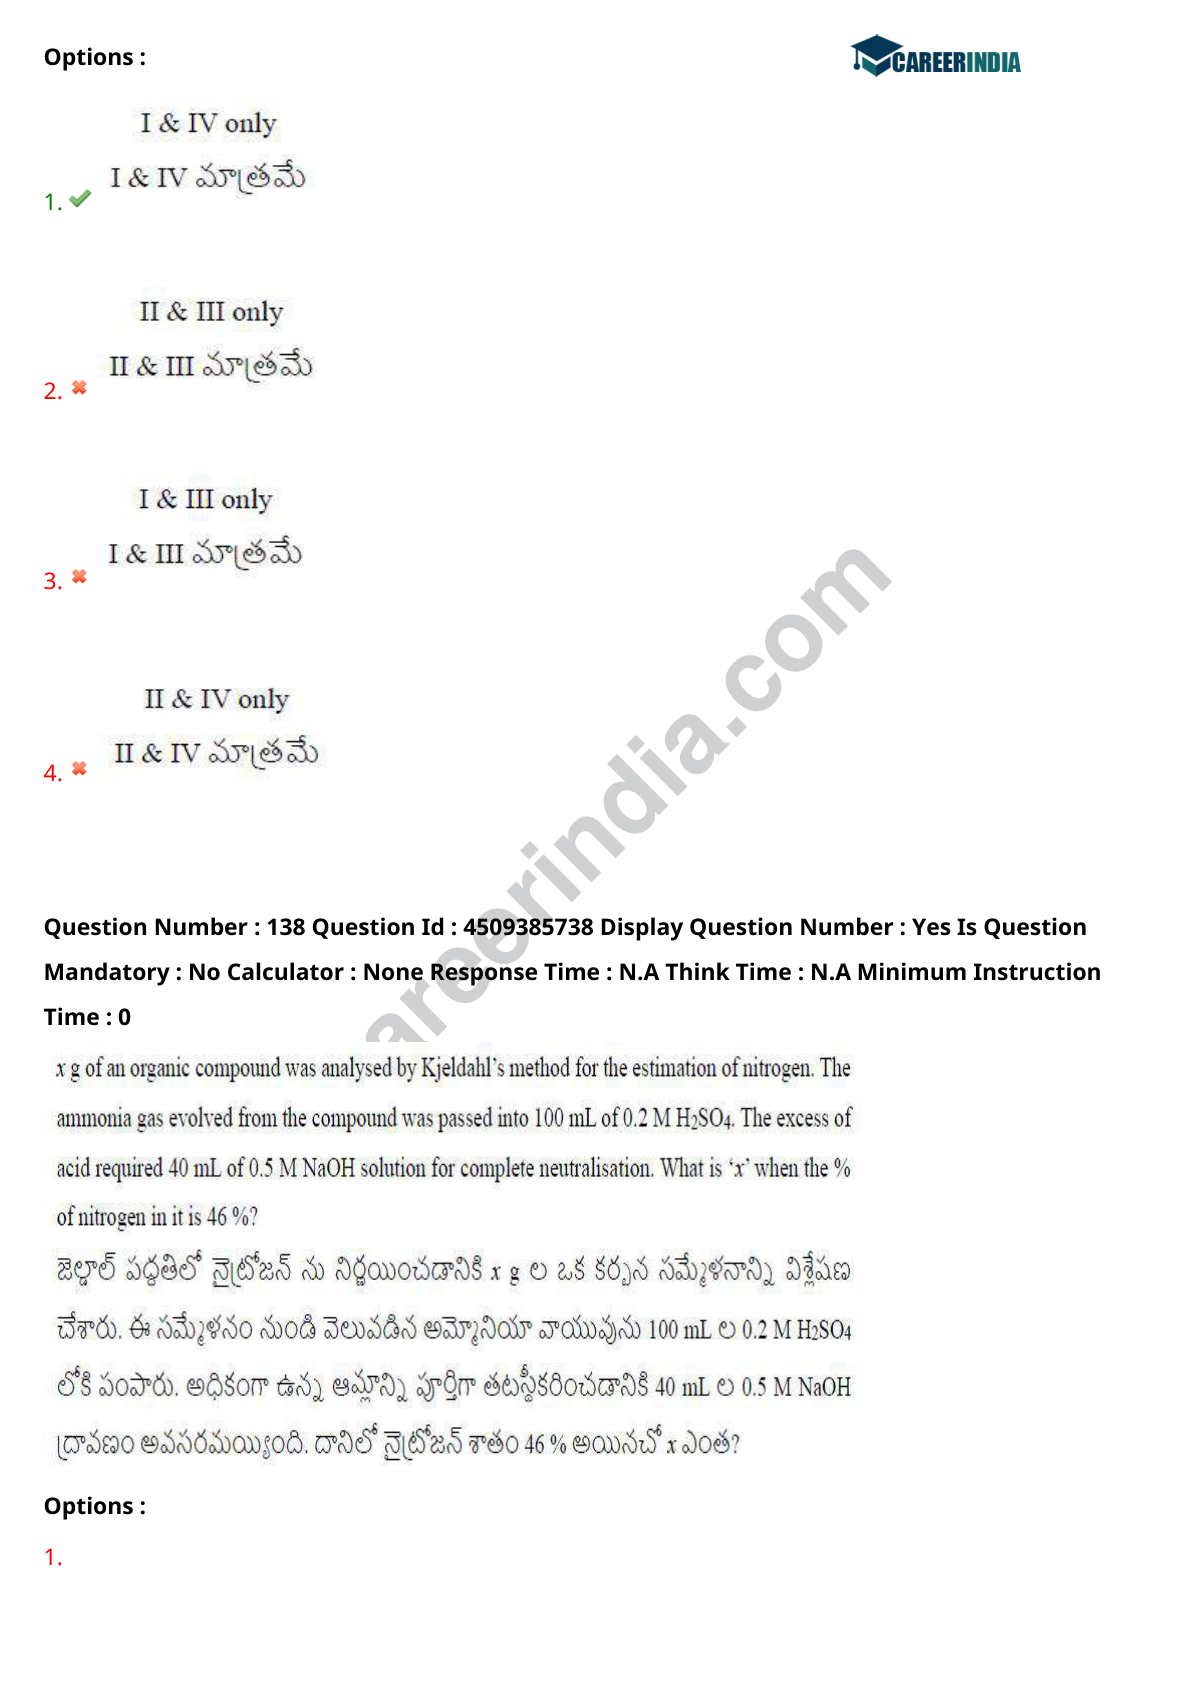 Options :
CAREERINDIA
I & IV only
I & IV మాత్రమే
1.
II & III only
II & III మాత్రమే
2.
I & III only
I & III మాత్రమే
3.
II & IV only
II & IV మాత్రమే
4.
areerindia.com
Question Number : 138 Question Id : 4509385738 Display Question Number : Yes Is Question
Mandatory : No Calculator : None Response Time : N.A Think Time : N.A Minimum Instruction
Time : 0
x g of an organic compound was analysed by Kjeldahl’s method for the estimation of nitrogen. The
ammonia gas evolved from the compound was passed into 100 mL of 0.2 M H2SO4. The excess of
acid required 40 mL of 0.5 M NaOH solution for complete neutralisation. What is ‘x’ when the %
of nitrogen in it is 46 %?
జెల్డాల్ పద్ధతిలో నైట్రోజన్ ను నిర్ణయించడానికి x g ల ఒక కర్బన సమ్మేళనాన్ని విశ్లేషణ
చేశారు. ఈ సమ్మేళనం నుండి వెలువడిన అమ్మోనియా వాయువును 100 mL ల 0.2 M H2SO4
లోకి పంపారు. అధికంగా ఉన్న ఆమ్లాన్ని పూర్తిగా తటస్థీకరించడానికి 40 mL ల 0.5 M NaOH
ద్రావణం అవసరమయ్యింది. దానిలో నైట్రోజన్ శాతం 46 % అయినచో x ఎంత?
Options :
1.